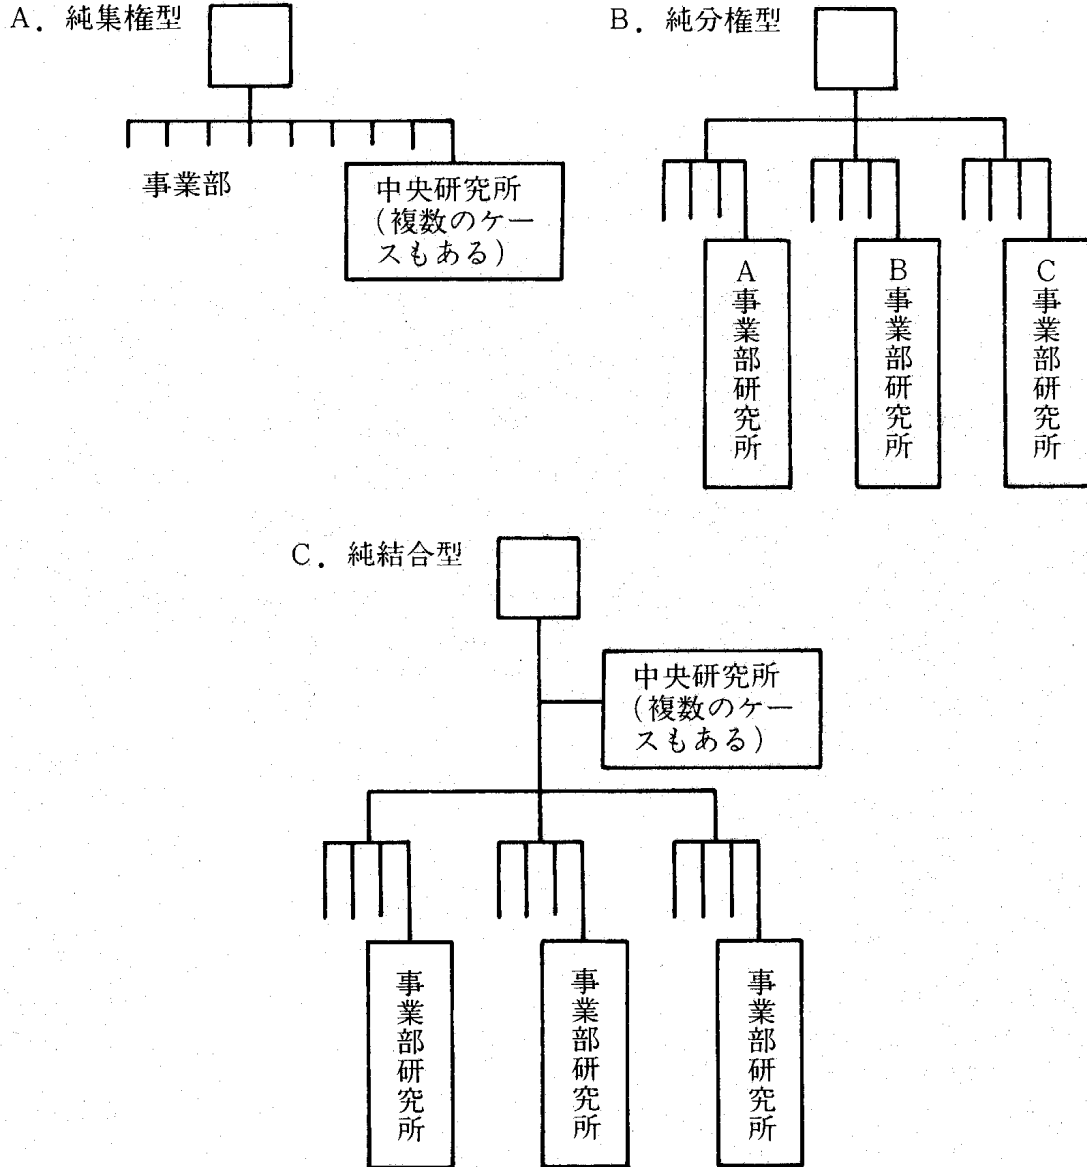 A. 純集権型
事業部
中央研究所
(複数のケー
スもある)
B. 純分権型
A事業部研究所
B事業部研究所
C事業部研究所
C. 純結合型
中央研究所
(複数のケー
スもある)
事業部研究所
事業部研究所
事業部研究所